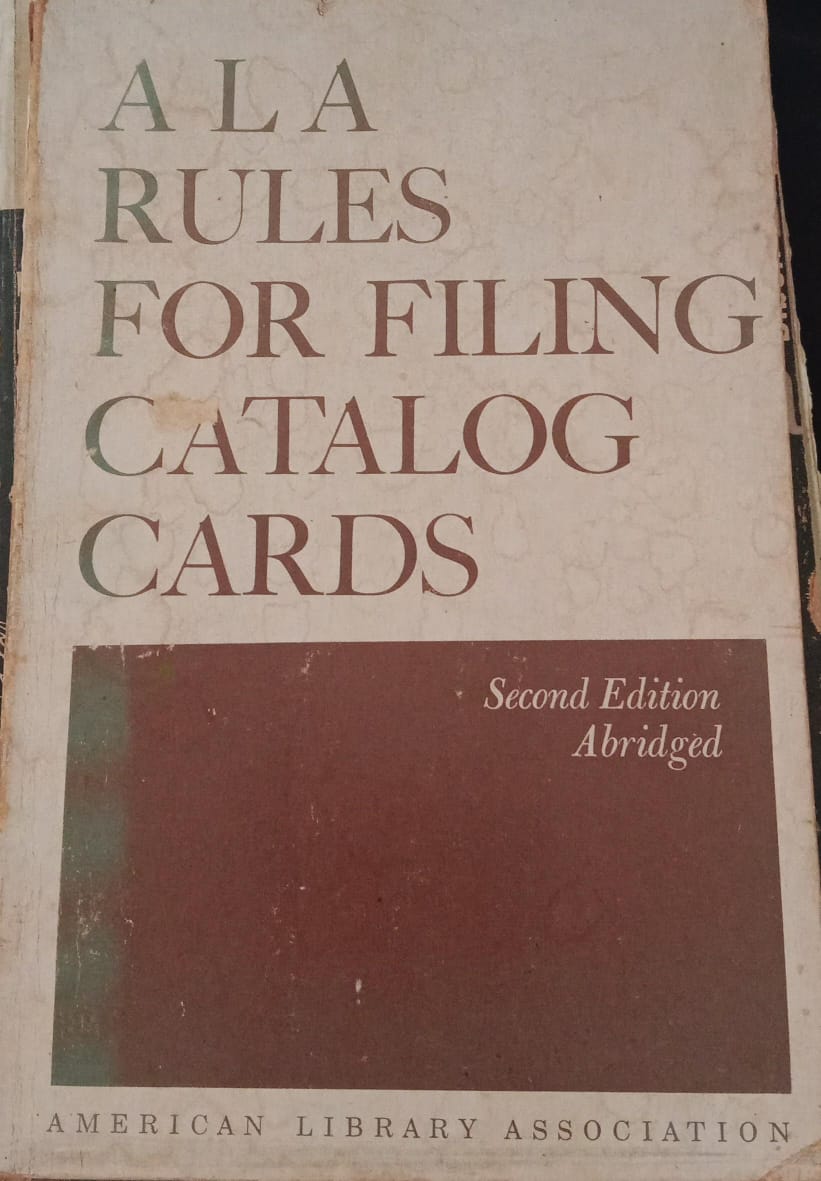 A L A
RULES
FOR FILING
CATALOG
CARDS
Second Edition
Abridged
AMERICAN LIBRARY ASSOCIATION